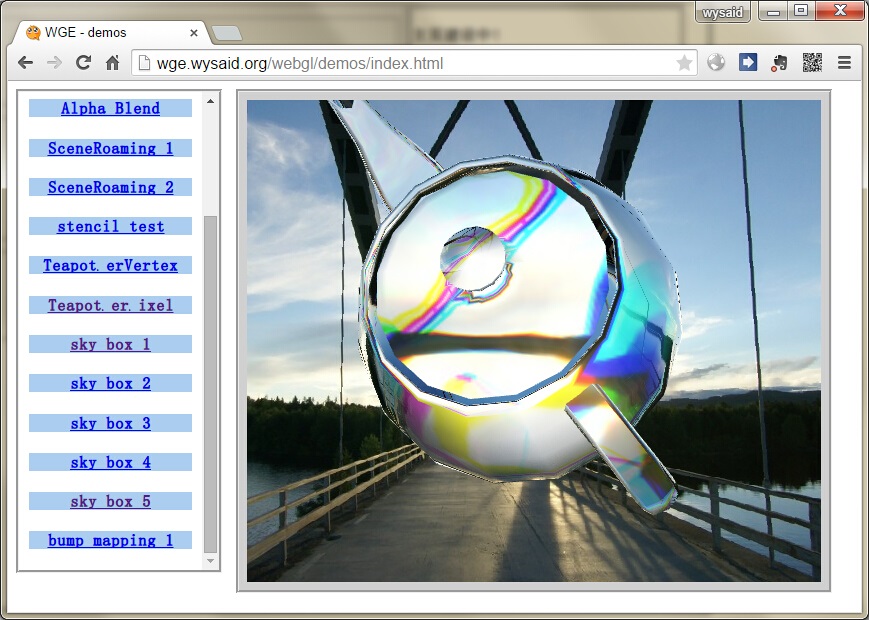 wysaid
WGE - demos
wge.wysaid.org/webgl/demos/index.html
Alpha Blend
SceneRoaming 1
SceneRoaming 2
stencil test
Teapot. erVertex
Teapot. er. ixel
sky box 1
sky box 2
sky box 3
sky box 4
sky box 5
bump mapping 1